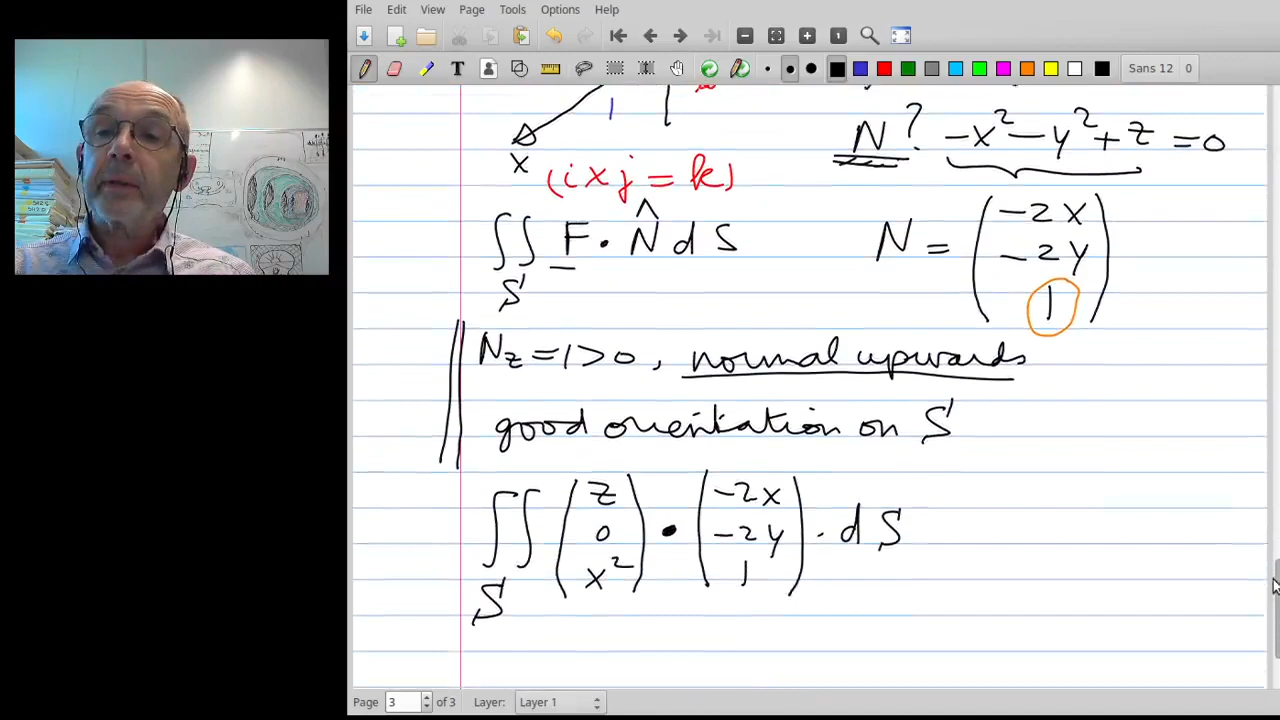 File Edit View Page Tools Options Help
Sans 12 0
x
(i x j = k)
N ? -x² - y² + z = 0
∬_S F · N̂ dS
N = (-2x, -2y, 1)
N_z = 1 > 0, normal upwards
good orientation on S
∬_S (z, 0, x²) · (-2x, -2y, 1) · dS
Page 3 of 3 Layer: Layer 1